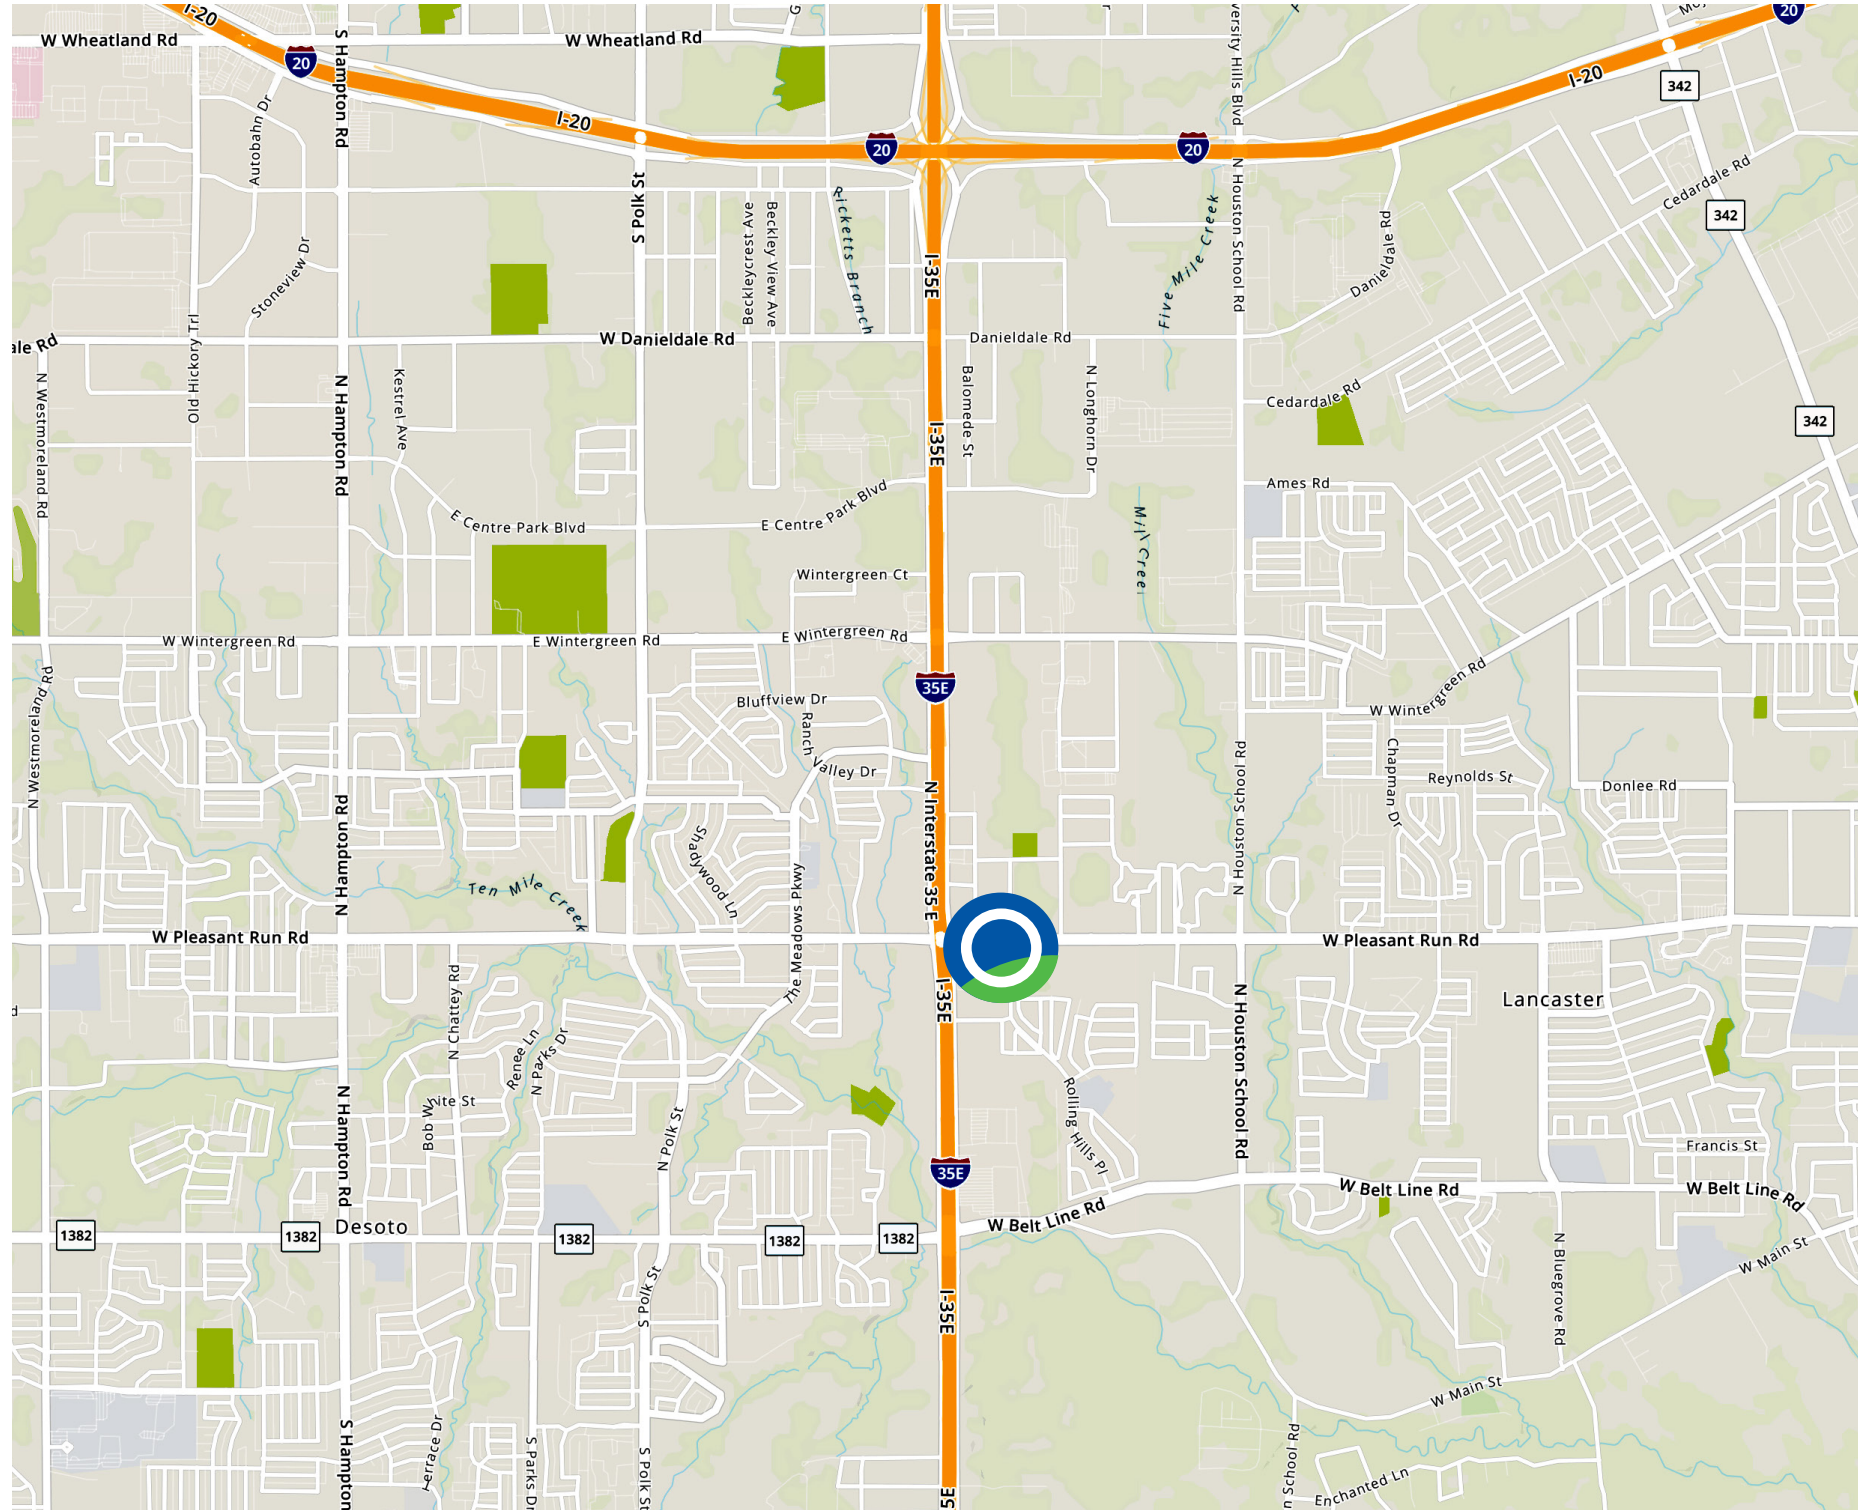 I-20
W Wheatland Rd
20
S Hampton Rd
W Wheatland Rd
20
I-20
342
I-20
Autobahn Dr
20
20
N Houston School Rd
Cedardale Rd
342
S Polk St
Beckleycrest Ave
Beckley View Ave
Ricketts Branch
I-35E
Five Mile Creek
Danieldale Rd
Stoneview Dr
Old Hickory Trl
W Danieldale Rd
Danieldale Rd
ale Rd
N Westmoreland Rd
N Hampton Rd
Kestrel Ave
I-35E
Balomede St
N Longhorn Dr
Cedardale Rd
342
Ames Rd
E Centre Park Blvd
E Centre Park Blvd
Mill Creek
Wintergreen Ct
W Wintergreen Rd
E Wintergreen Rd
E Wintergreen Rd
35E
W Wintergreen Rd
N Westmoreland Rd
Bluffview Dr
Ranch Valley Dr
Chapman Dr
Reynolds St
Donlee Rd
N Hampton Rd
N Interstate 35 E
N Houston School Rd
Shadywood Ln
The Meadows Pkwy
Ten Mile Creek
W Pleasant Run Rd
W Pleasant Run Rd
N Chattey Rd
I-35E
N Houston School Rd
Lancaster
Renee Ln
N Parks Dr
N Hampton Rd
Bob White St
N Polk St
Rolling Hills Pl
Francis St
35E
W Belt Line Rd
W Belt Line Rd
W Belt Line Rd
1382
1382
Desoto
1382
1382
1382
N Bluegrove Rd
W Main St
S Polk St
I-35E
W Main St
S Hampton
Terrace Dr
S Parks Dr
S Polk St
n School Rd
Enchanted Ln